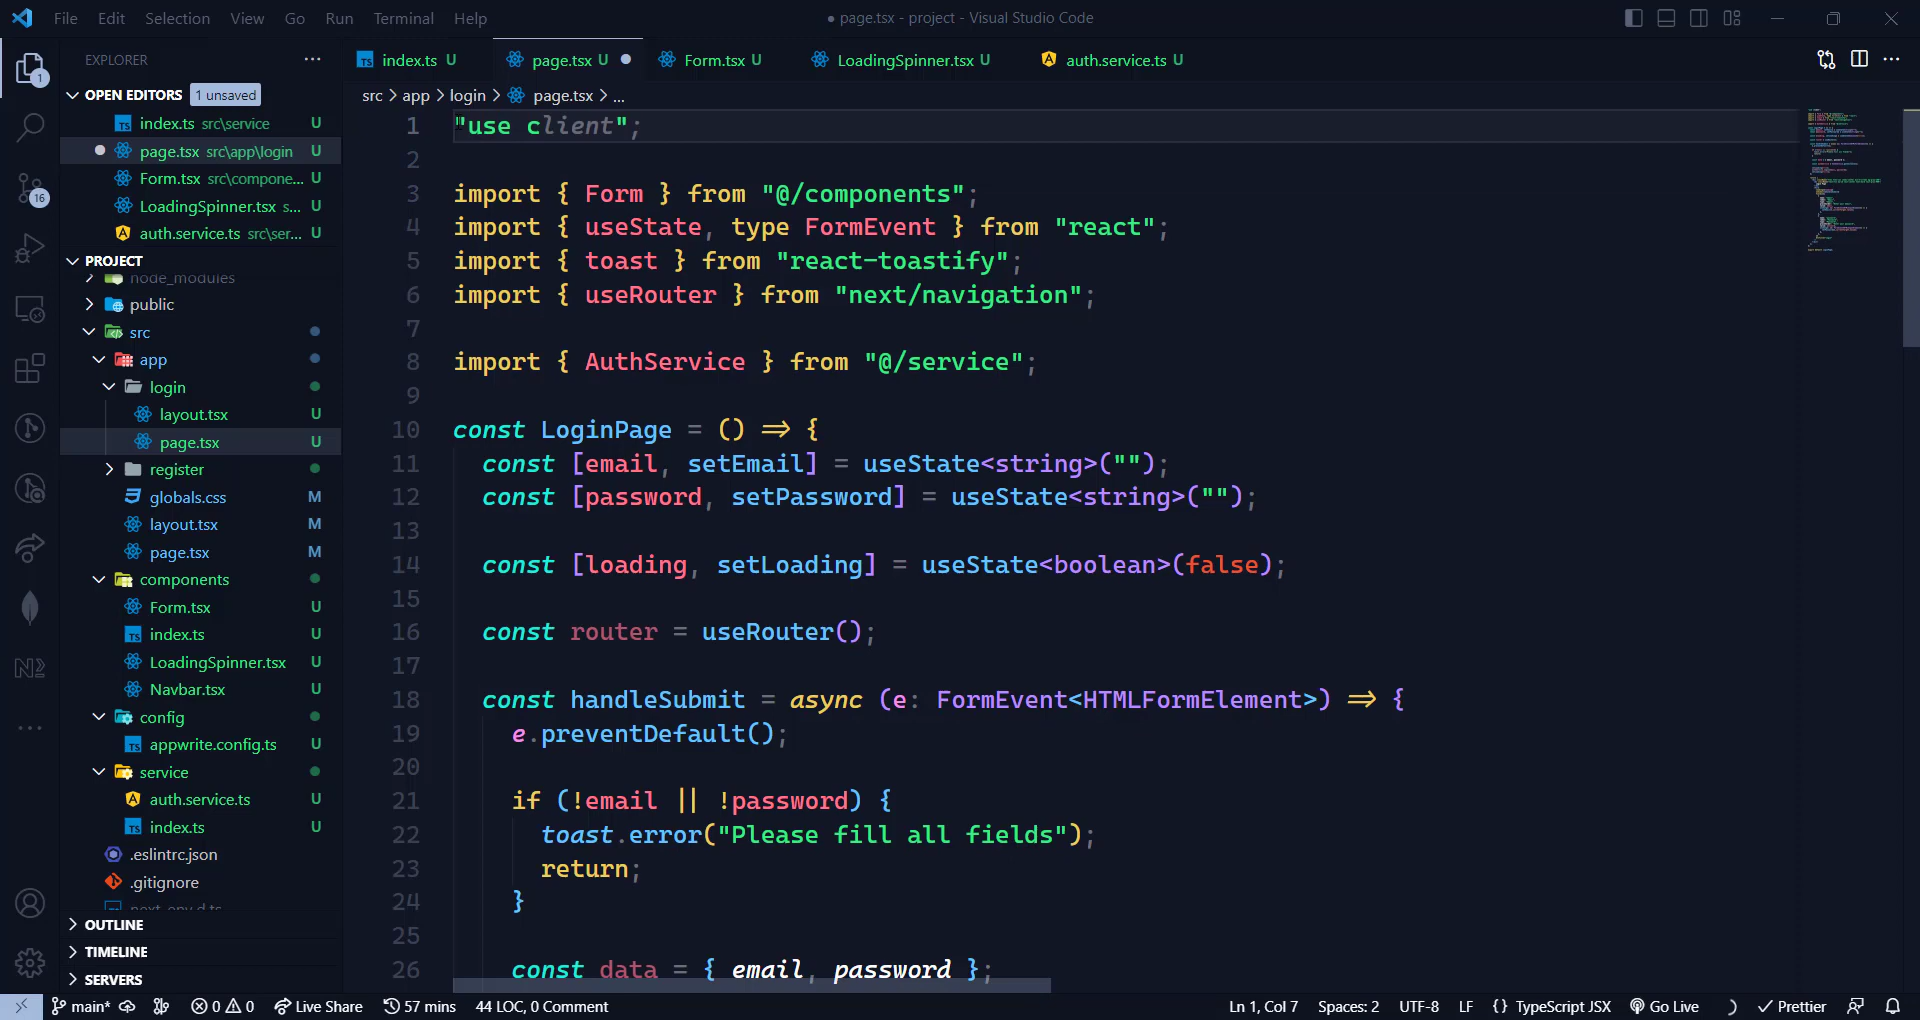 File Edit Selection View Go Run Terminal Help
● page.tsx - project - Visual Studio Code
EXPLORER
OPEN EDITORS 1 unsaved
index.ts src\service U
page.tsx src\app\login U
Form.tsx src\compone... U
LoadingSpinner.tsx s... U
auth.service.ts src\ser... U
PROJECT
node_modules
public
src
app
login
layout.tsx U
page.tsx U
register
globals.css M
layout.tsx M
page.tsx M
components
Form.tsx U
index.ts U
LoadingSpinner.tsx U
Navbar.tsx U
config
appwrite.config.ts U
service
auth.service.ts U
index.ts U
.eslintrc.json
.gitignore
next-env.d.ts
OUTLINE
TIMELINE
SERVERS
1
16
index.ts U page.tsx U Form.tsx U LoadingSpinner.tsx U auth.service.ts U
src > app > login > page.tsx > ...
1 "use client";
2
3 import { Form } from "@/components";
4 import { useState, type FormEvent } from "react";
5 import { toast } from "react-toastify";
6 import { useRouter } from "next/navigation";
7
8 import { AuthService } from "@/service";
9
10 const LoginPage = () => {
11 const [email, setEmail] = useState<string>("");
12 const [password, setPassword] = useState<string>("");
13
14 const [loading, setLoading] = useState<boolean>(false);
15
16 const router = useRouter();
17
18 const handleSubmit = async (e: FormEvent<HTMLFormElement>) => {
19 e.preventDefault();
20
21 if (!email || !password) {
22 toast.error("Please fill all fields");
23 return;
24 }
25
26 const data = { email, password };
main* 0 0 Live Share 57 mins 44 LOC, 0 Comment Ln 1, Col 7 Spaces: 2 UTF-8 LF {} TypeScript JSX Go Live Prettier